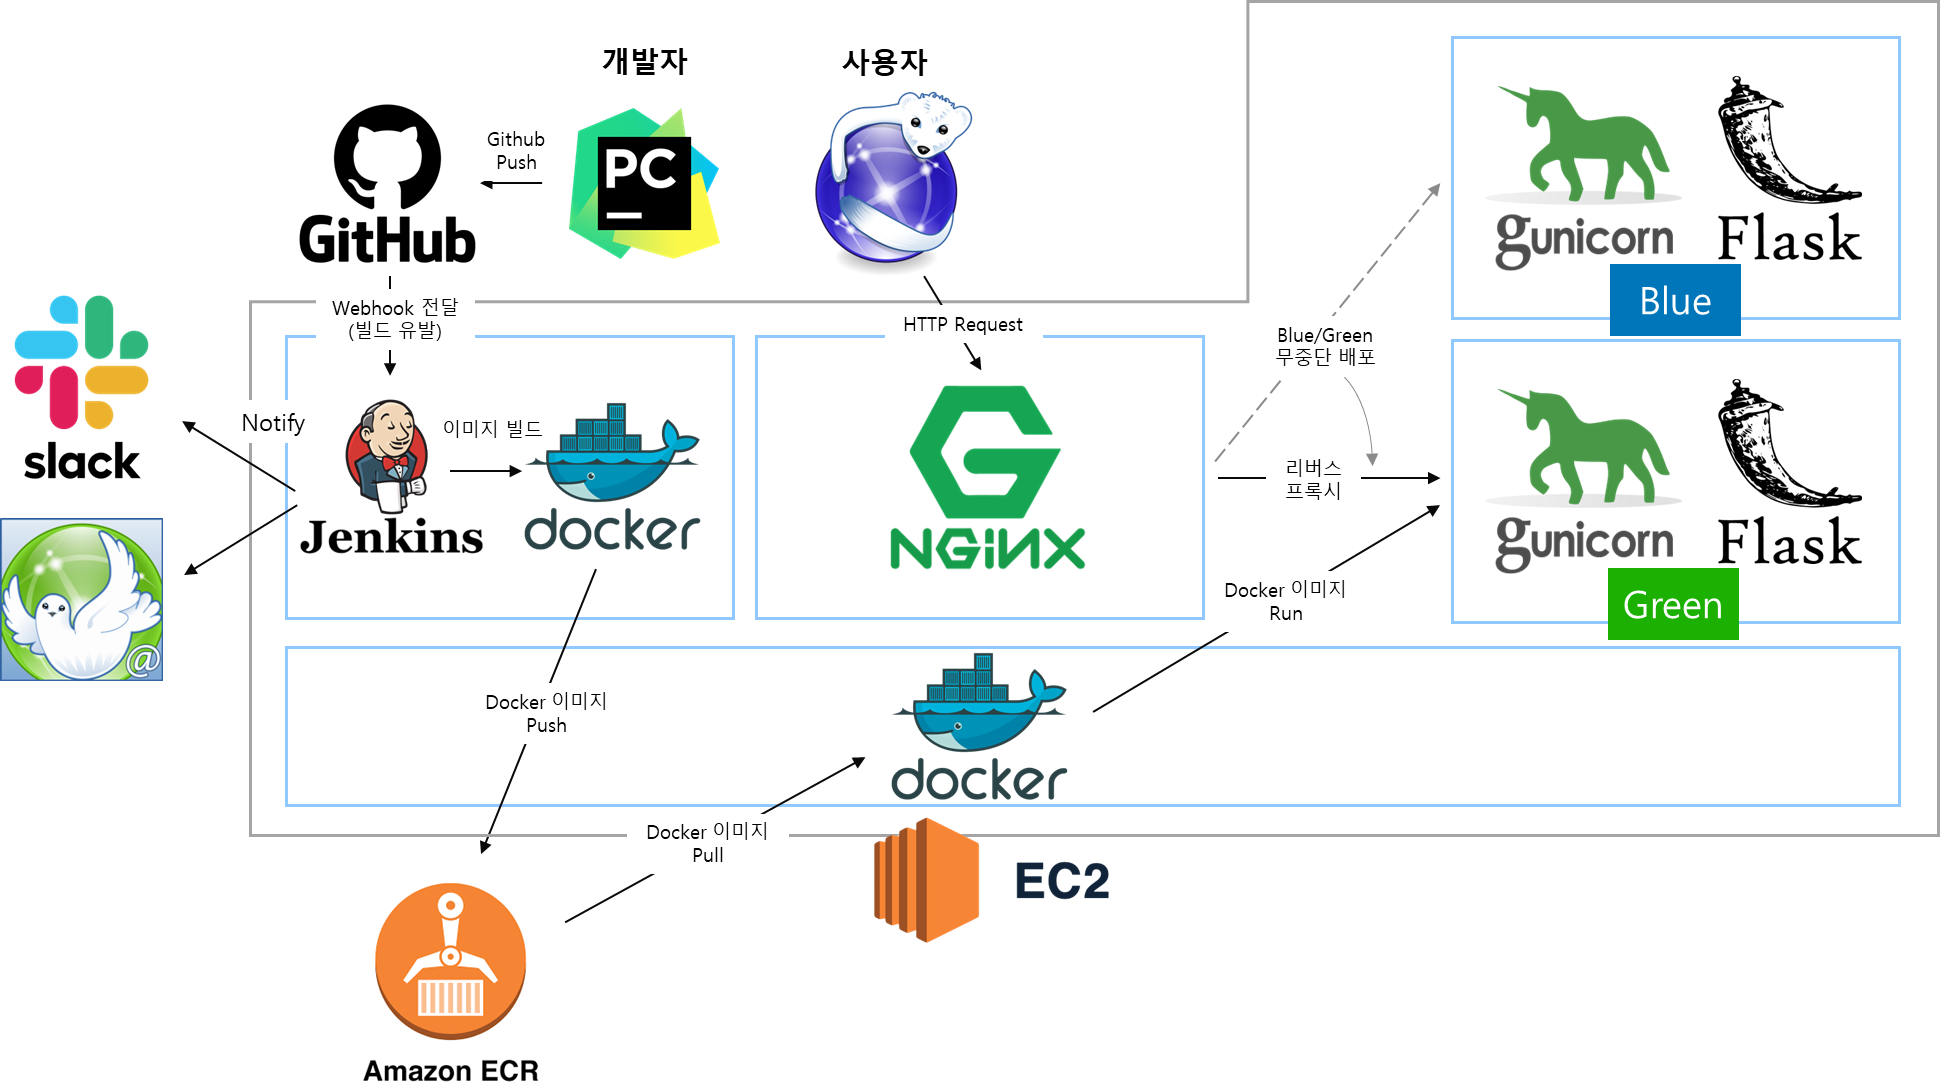 개발자
사용자
Github
Push
PC
GitHub
gunicorn
Flask
Blue
Webhook 전달
(빌드 유발)
HTTP Request
Blue/Green
무중단 배포
slack
Notify
이미지 빌드
Jenkins
docker
NGiNX
리버스
프록시
gunicorn
Flask
Green
@
Docker 이미지
Run
Docker 이미지
Push
docker
Docker 이미지
Pull
EC2
Amazon ECR